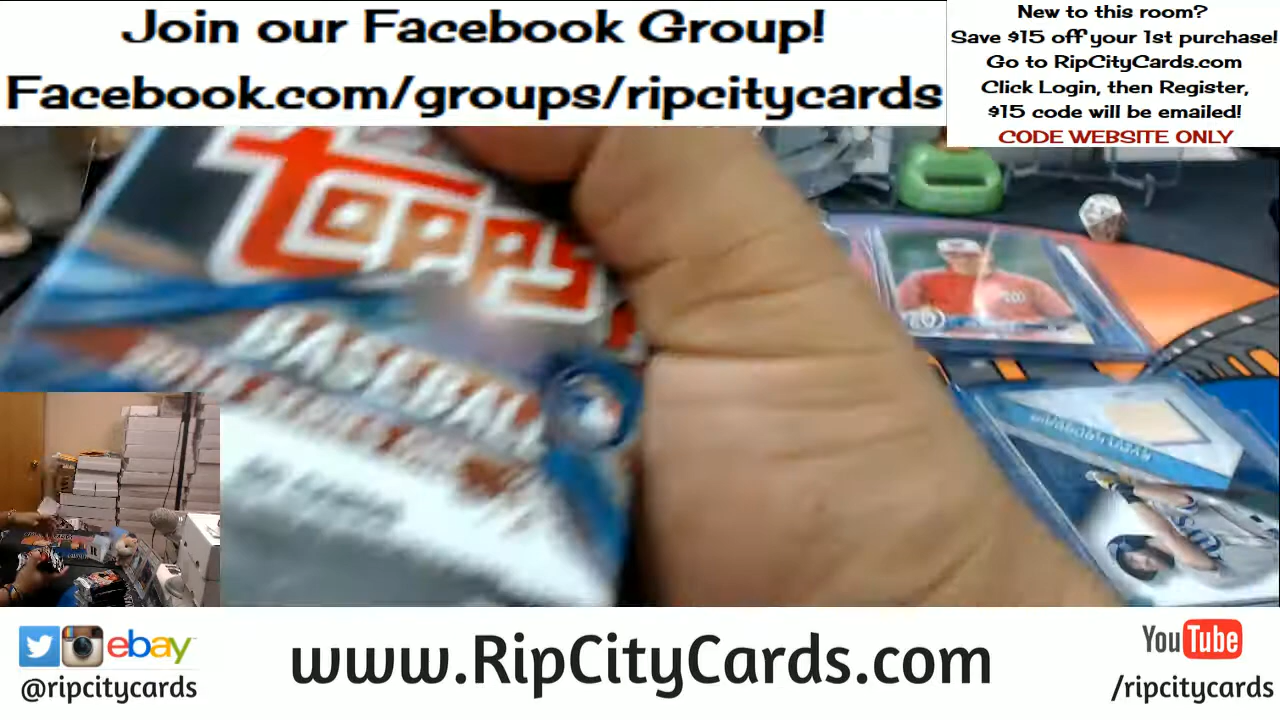 Join our Facebook Group!
Facebook.com/groups/ripcitycards
New to this room?
Save $15 off your 1st purchase!
Go to RipCityCards.com
Click Login, then Register,
$15 code will be emailed!
CODE WEBSITE ONLY
Topps
BASEBALL
ebay
@ripcitycards
www.RipCityCards.com
YouTube
/ripcitycards